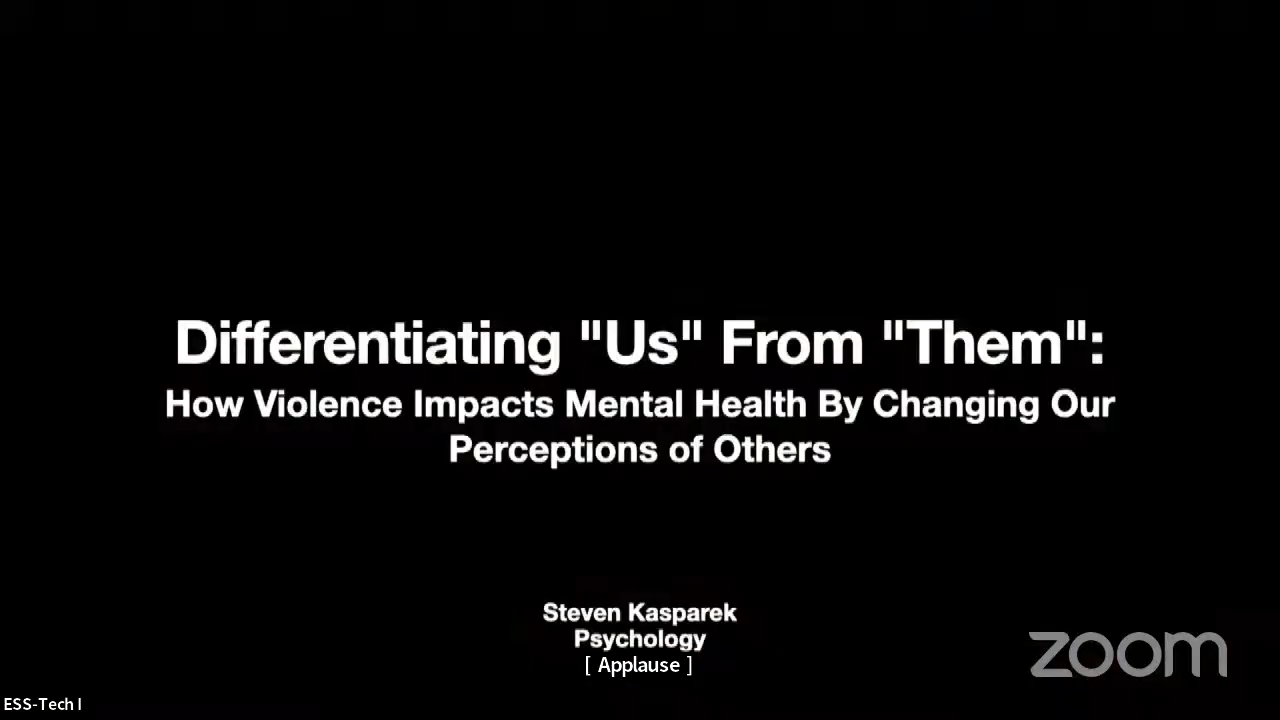 Differentiating "Us" From "Them":
How Violence Impacts Mental Health By Changing Our
Perceptions of Others
Steven Kasparek
Psychology
[ Applause ]
zoom
ESS-Tech I